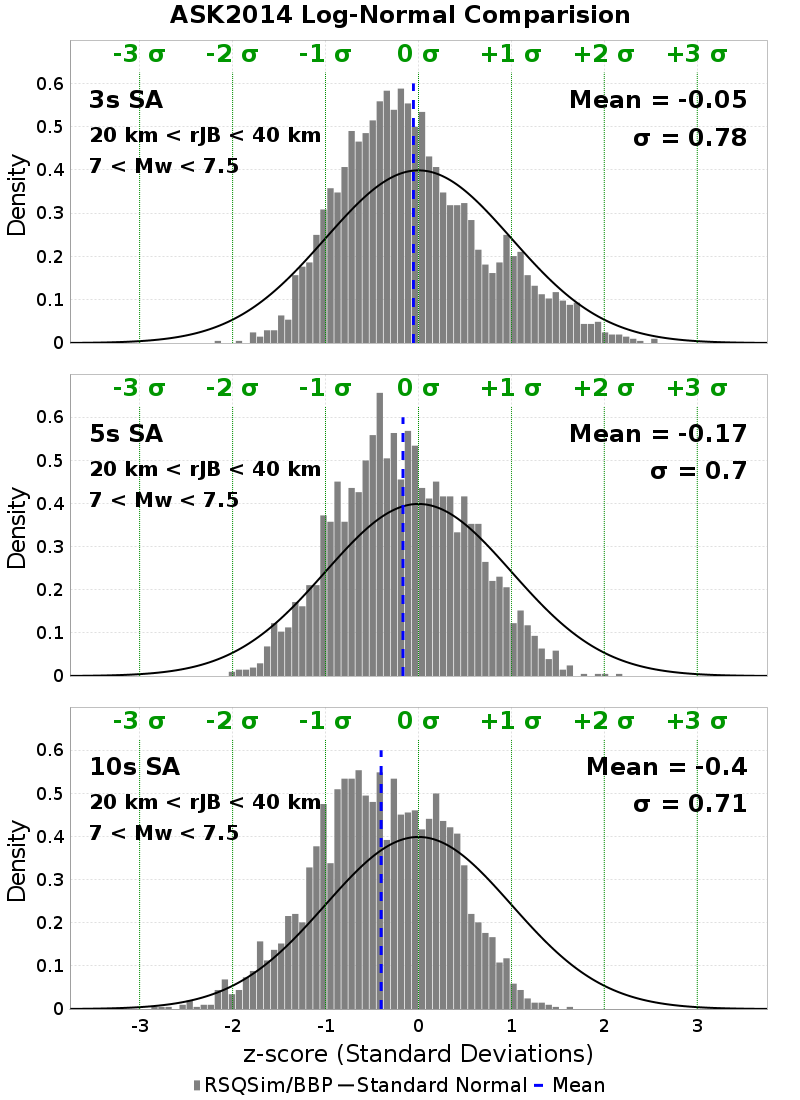 ASK2014 Log-Normal Comparision
-3 σ -2 σ -1 σ 0 σ +1 σ +2 σ +3 σ
3s SA
Mean = -0.05
20 km < rJB < 40 km
σ = 0.78
7 < Mw < 7.5
Density
0.6
0.5
0.4
0.3
0.2
0.1
0
-3 σ -2 σ -1 σ 0 σ +1 σ +2 σ +3 σ
5s SA
Mean = -0.17
20 km < rJB < 40 km
σ = 0.7
7 < Mw < 7.5
Density
0.6
0.5
0.4
0.3
0.2
0.1
0
-3 σ -2 σ -1 σ 0 σ +1 σ +2 σ +3 σ
10s SA
Mean = -0.4
20 km < rJB < 40 km
σ = 0.71
7 < Mw < 7.5
Density
0.6
0.5
0.4
0.3
0.2
0.1
0
-3 -2 -1 0 1 2 3
z-score (Standard Deviations)
RSQSim/BBP Standard Normal Mean